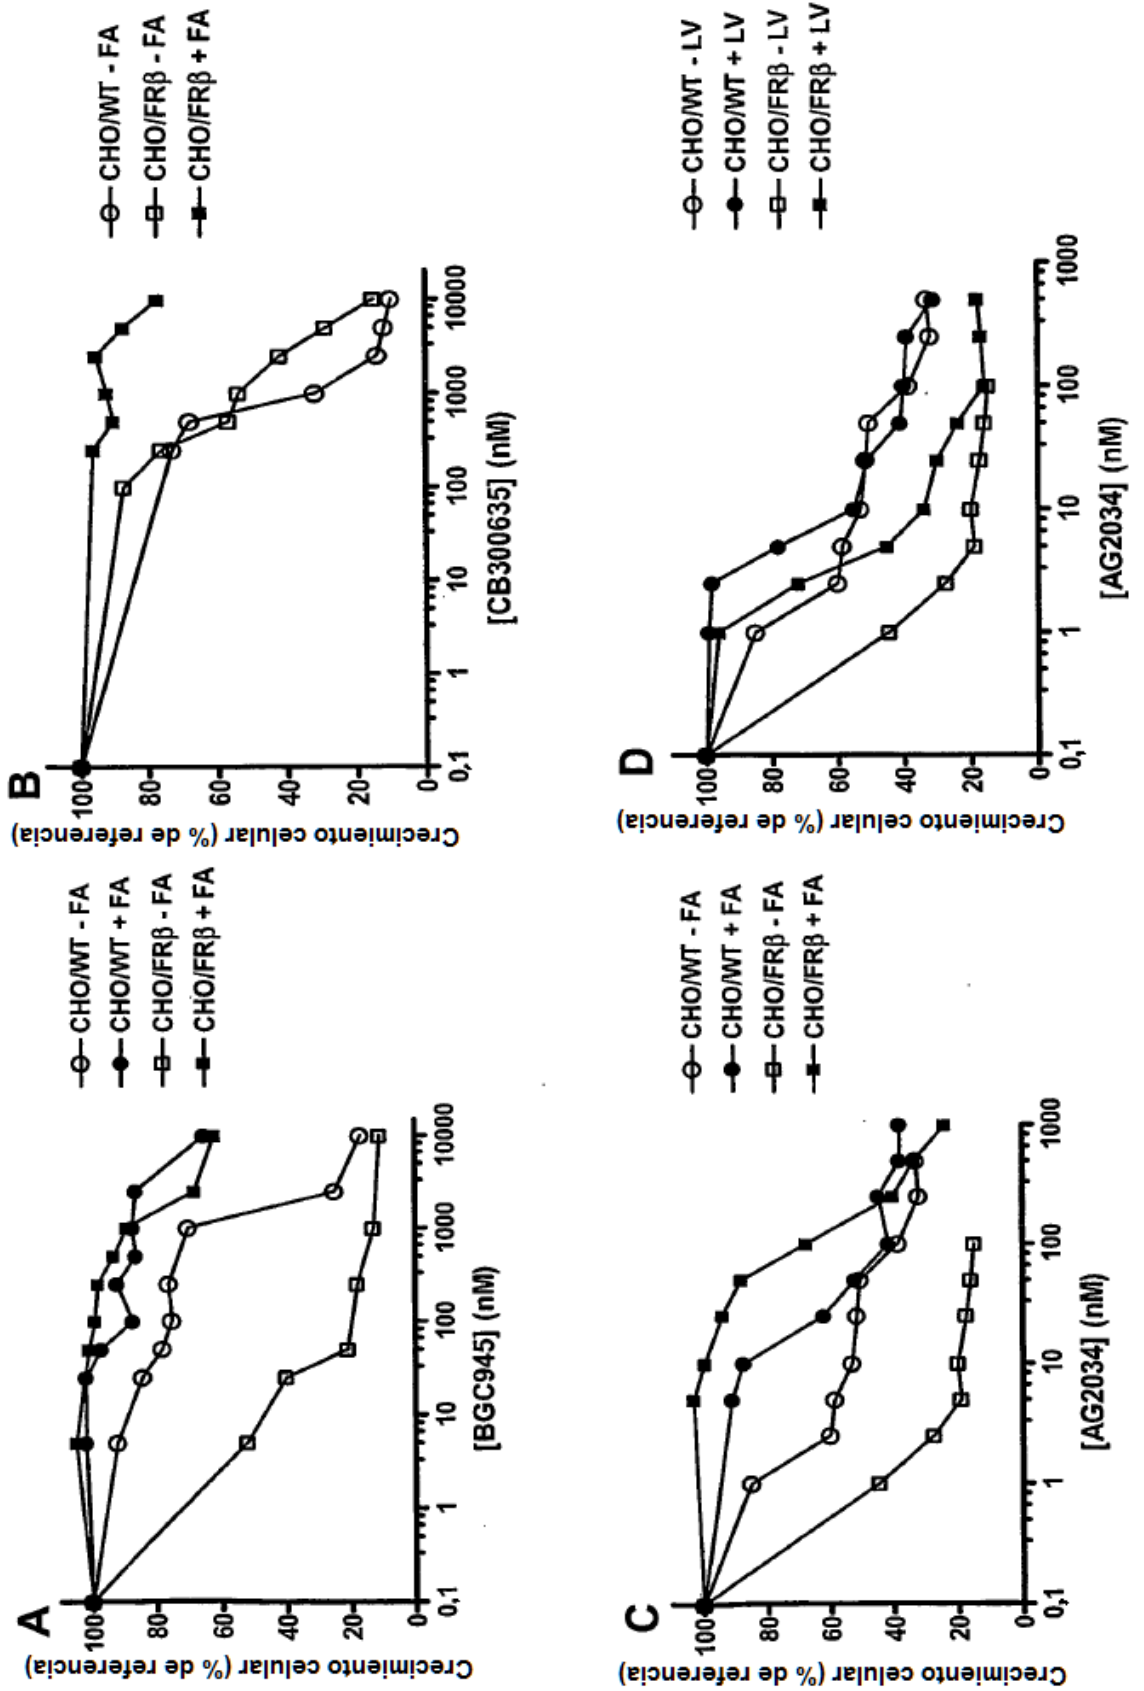 A
Crecimiento celular (% de referencia)
100
80
60
40
20
0
0,1
1
10
100
1000
10000
[BGC945] (nM)
CHO/WT - FA
CHO/WT + FA
CHO/FRβ - FA
CHO/FRβ + FA
B
Crecimiento celular (% de referencia)
100
80
60
40
20
0
0,1
1
10
100
1000
10000
[CB300635] (nM)
CHO/WT - FA
CHO/FRβ - FA
CHO/FRβ + FA
C
Crecimiento celular (% de referencia)
100
80
60
40
20
0
0,1
1
10
100
1000
[AG2034] (nM)
CHO/WT - FA
CHO/WT + FA
CHO/FRβ - FA
CHO/FRβ + FA
D
Crecimiento celular (% de referencia)
100
80
60
40
20
0
0,1
1
10
100
1000
[AG2034] (nM)
CHO/WT - LV
CHO/WT + LV
CHO/FRβ - LV
CHO/FRβ + LV